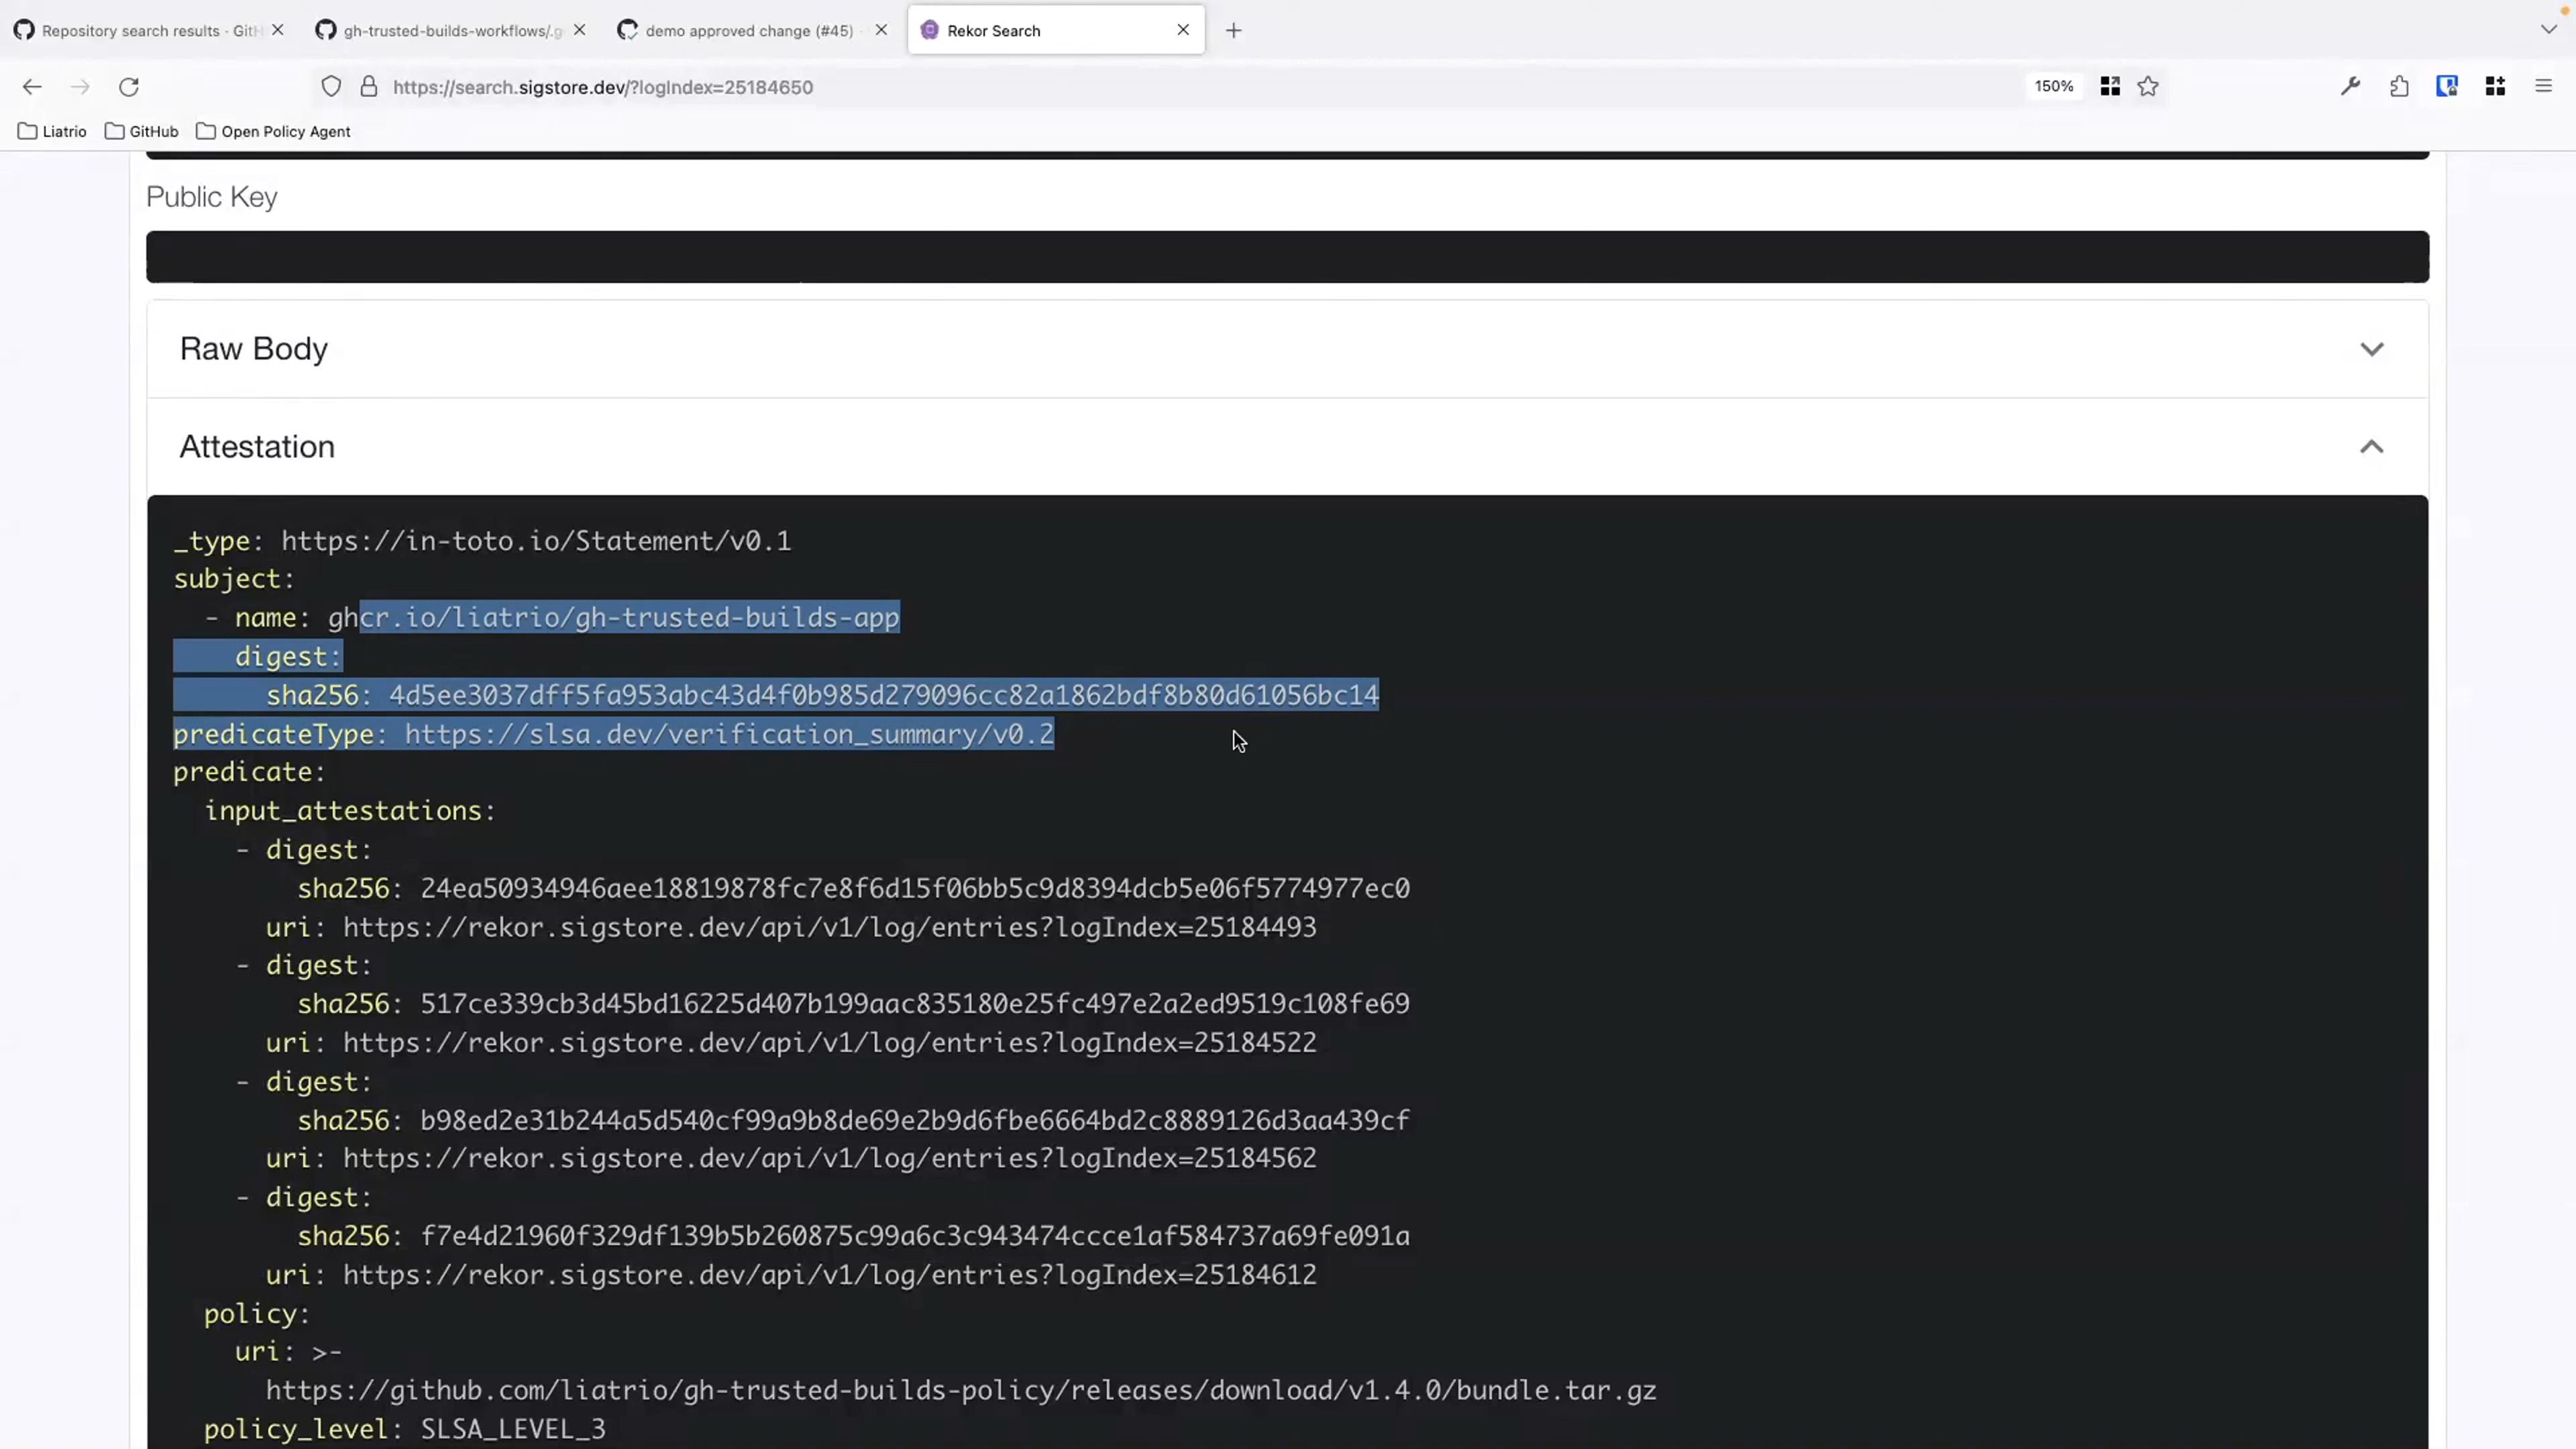 Repository search results · GitH
gh-trusted-builds-workflows/.g
demo approved change (#45)
Rekor Search
https://search.sigstore.dev/?logIndex=25184650
150%
Liatrio
GitHub
Open Policy Agent
Public Key
Raw Body
Attestation
_type: https://in-toto.io/Statement/v0.1
subject:
- name: ghcr.io/liatrio/gh-trusted-builds-app
digest:
sha256: 4d5ee3037dff5fa953abc43d4f0b985d279096cc82a1862bdf8b80d61056bc14
predicateType: https://slsa.dev/verification_summary/v0.2
predicate:
input_attestations:
- digest:
sha256: 24ea50934946aee18819878fc7e8f6d15f06bb5c9d8394dcb5e06f5774977ec0
uri: https://rekor.sigstore.dev/api/v1/log/entries?logIndex=25184493
- digest:
sha256: 517ce339cb3d45bd16225d407b199aac835180e25fc497e2a2ed9519c108fe69
uri: https://rekor.sigstore.dev/api/v1/log/entries?logIndex=25184522
- digest:
sha256: b98ed2e31b244a5d540cf99a9b8de69e2b9d6fbe6664bd2c8889126d3aa439cf
uri: https://rekor.sigstore.dev/api/v1/log/entries?logIndex=25184562
- digest:
sha256: f7e4d21960f329df139b5b260875c99a6c3c943474ccce1af584737a69fe091a
uri: https://rekor.sigstore.dev/api/v1/log/entries?logIndex=25184612
policy:
uri: >-
https://github.com/liatrio/gh-trusted-builds-policy/releases/download/v1.4.0/bundle.tar.gz
policy_level: SLSA_LEVEL_3